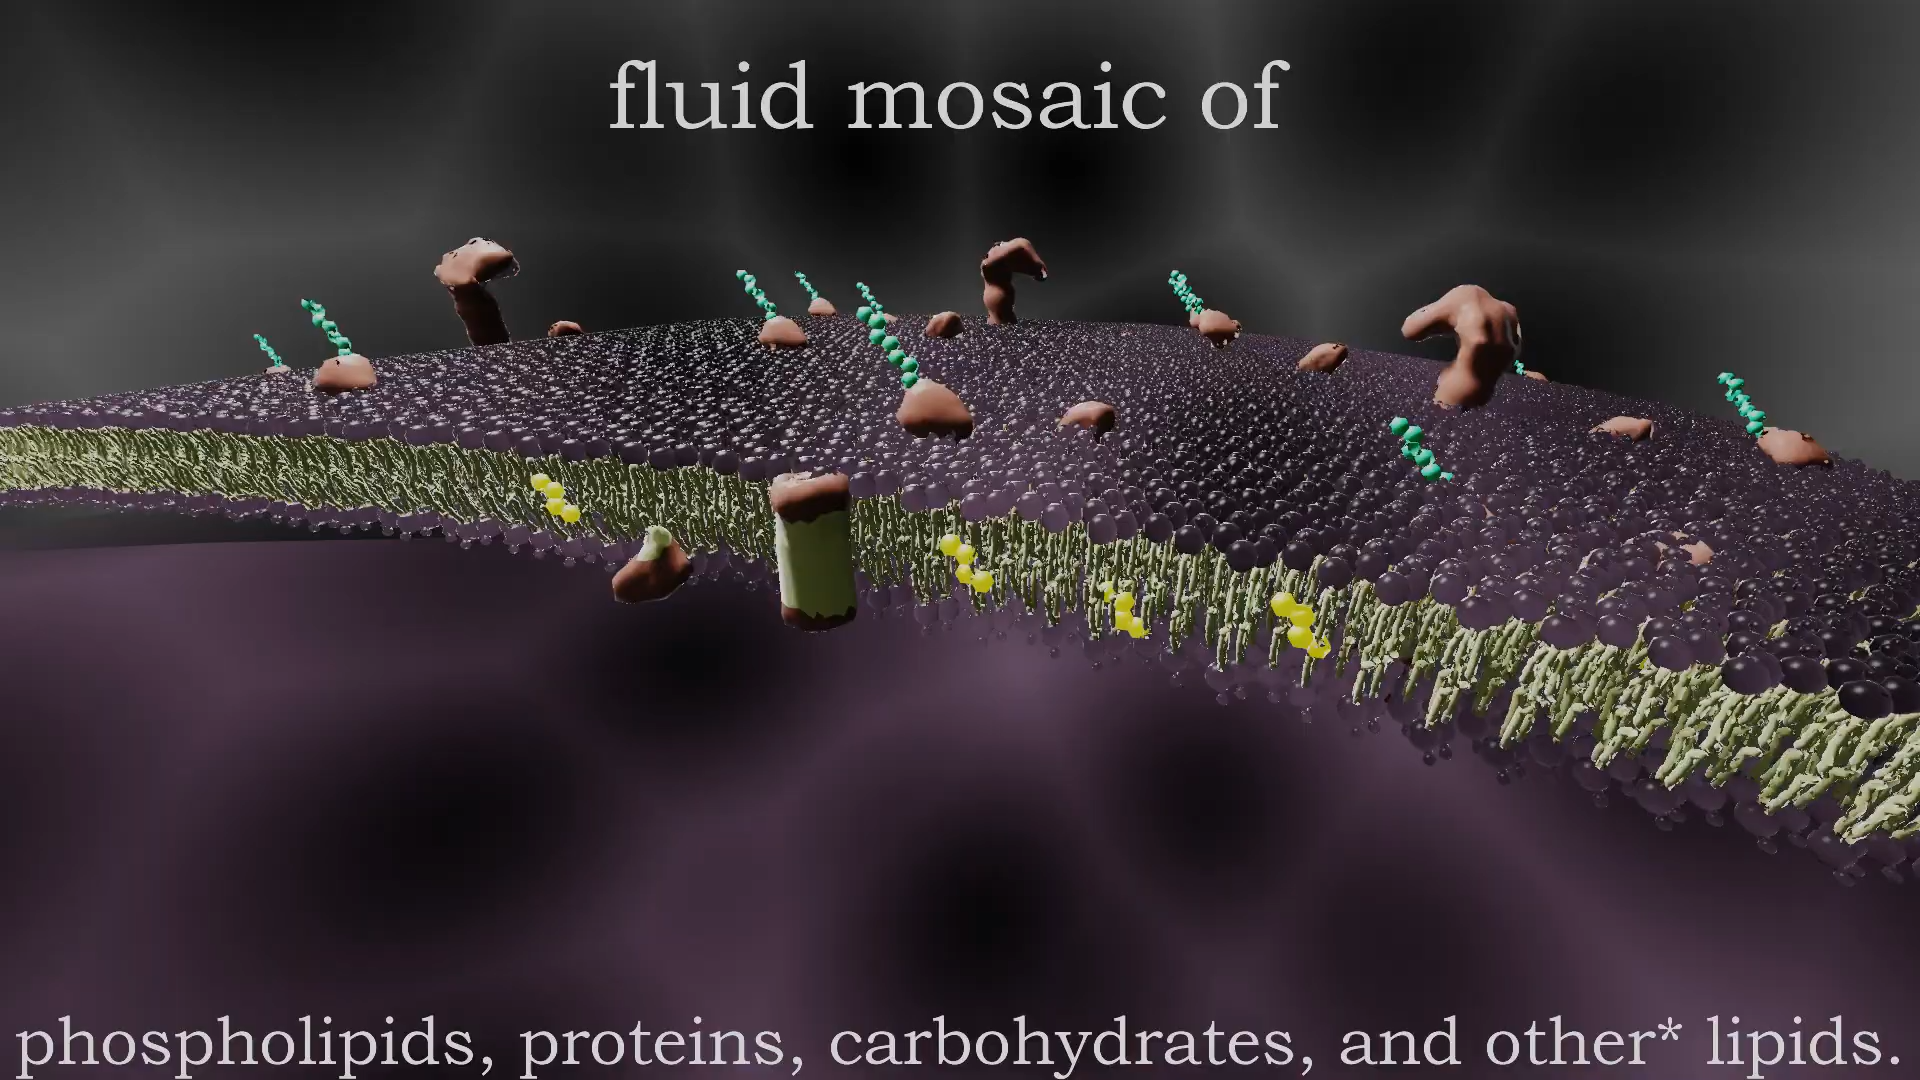 fluid mosaic of
phospholipids, proteins, carbohydrates, and other* lipids.